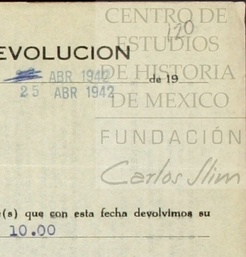 CENTRO DE
120
ESTUDIOS
EVOLUCION
ABR 1942 DE HISTORIA
de 19
25 ABR 1942
DE MEXICO
FUNDACIÓN
Carlos Slim
(s) que con esta fecha devolvimos su
10.00